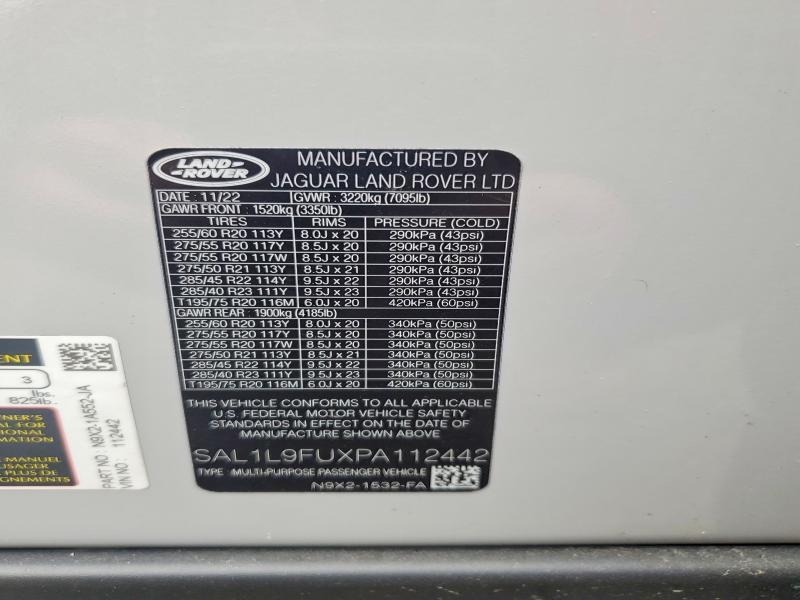 LAND ROVER
MANUFACTURED BY
JAGUAR LAND ROVER LTD
DATE : 11/22 GVWR : 3220kg (7095lb)
GAWR FRONT : 1520kg (3350lb)
TIRES RIMS PRESSURE (COLD)
255/60 R20 113Y 8.0J x 20 290kPa (43psi)
275/55 R20 117Y 8.5J x 20 290kPa (43psi)
275/55 R20 117W 8.5J x 20 290kPa (43psi)
275/50 R21 113Y 8.5J x 21 290kPa (43psi)
285/45 R22 114Y 9.5J x 22 290kPa (43psi)
285/40 R23 111Y 9.5J x 23 290kPa (43psi)
T195/75 R20 116M 6.0J x 20 420kPa (60psi)
GAWR REAR : 1900kg (4185lb)
255/60 R20 113Y 8.0J x 20 340kPa (50psi)
275/55 R20 117Y 8.5J x 20 340kPa (50psi)
275/55 R20 117W 8.5J x 20 340kPa (50psi)
275/50 R21 113Y 8.5J x 21 340kPa (50psi)
285/45 R22 114Y 9.5J x 22 340kPa (50psi)
285/40 R23 111Y 9.5J x 23 340kPa (50psi)
T195/75 R20 116M 6.0J x 20 420kPa (60psi)
THIS VEHICLE CONFORMS TO ALL APPLICABLE
U.S. FEDERAL MOTOR VEHICLE SAFETY
STANDARDS IN EFFECT ON THE DATE OF
MANUFACTURE SHOWN ABOVE
SAL1L9FUXPA112442
TYPE : MULTI-PURPOSE PASSENGER VEHICLE
N9X2-1532-FA
3
lbs.
825lb.
MANUEL
PLUS DE
PART NO : N9X2-1A552-JA
VIN NO : 112442